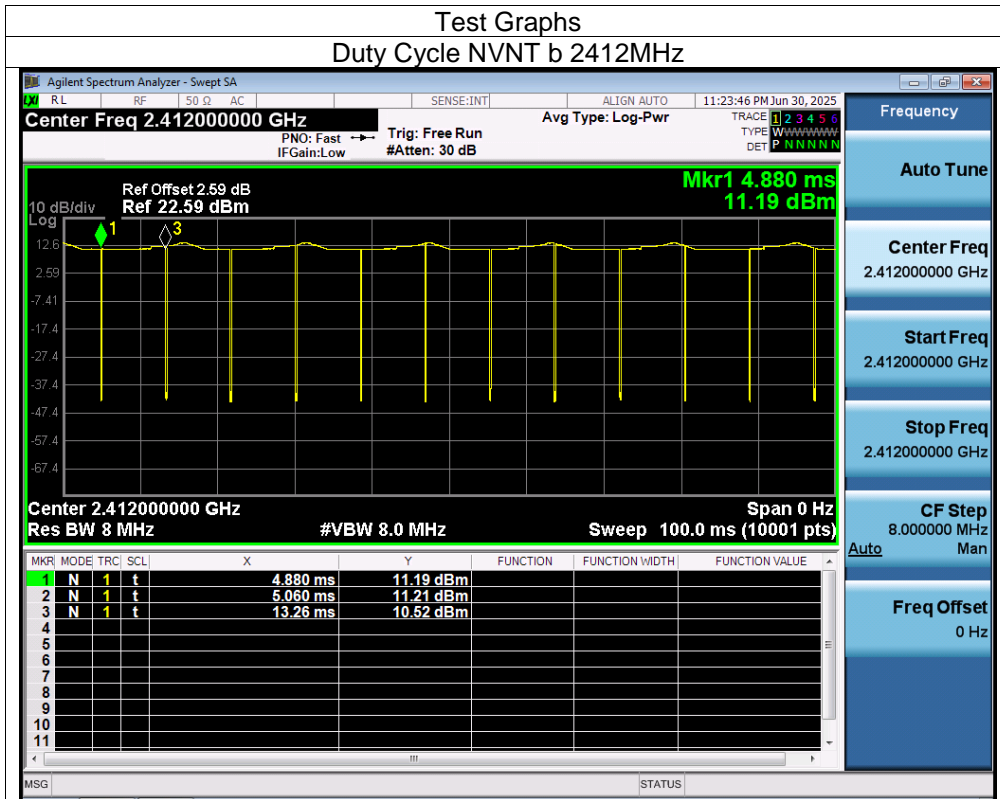 Test Graphs
Duty Cycle NVNT b 2412MHz
Agilent Spectrum Analyzer - Swept SA
LXI RL RF 50 Ω AC SENSE:INT ALIGN AUTO 11:23:46 PM Jun 30, 2025
Center Freq 2.412000000 GHz
PNO: Fast
IFGain:Low
Trig: Free Run
#Atten: 30 dB
Avg Type: Log-Pwr
TRACE 1 2 3 4 5 6
TYPE WWWWWW
DET P N N N N N
Mkr1 4.880 ms
11.19 dBm
Ref Offset 2.59 dB
10 dB/div Ref 22.59 dBm
Log
1
3
12.6
2.59
-7.41
-17.4
-27.4
-37.4
-47.4
-57.4
-67.4
Center 2.412000000 GHz Span 0 Hz
Res BW 8 MHz #VBW 8.0 MHz Sweep 100.0 ms (10001 pts)
MKR MODE TRC SCL X Y FUNCTION FUNCTION WIDTH FUNCTION VALUE
1 N 1 t 4.880 ms 11.19 dBm
2 N 1 t 5.060 ms 11.21 dBm
3 N 1 t 13.26 ms 10.52 dBm
4
5
6
7
8
9
10
11
MSG STATUS
Frequency
Auto Tune
Center Freq
2.412000000 GHz
Start Freq
2.412000000 GHz
Stop Freq
2.412000000 GHz
CF Step
8.000000 MHz
Auto Man
Freq Offset
0 Hz